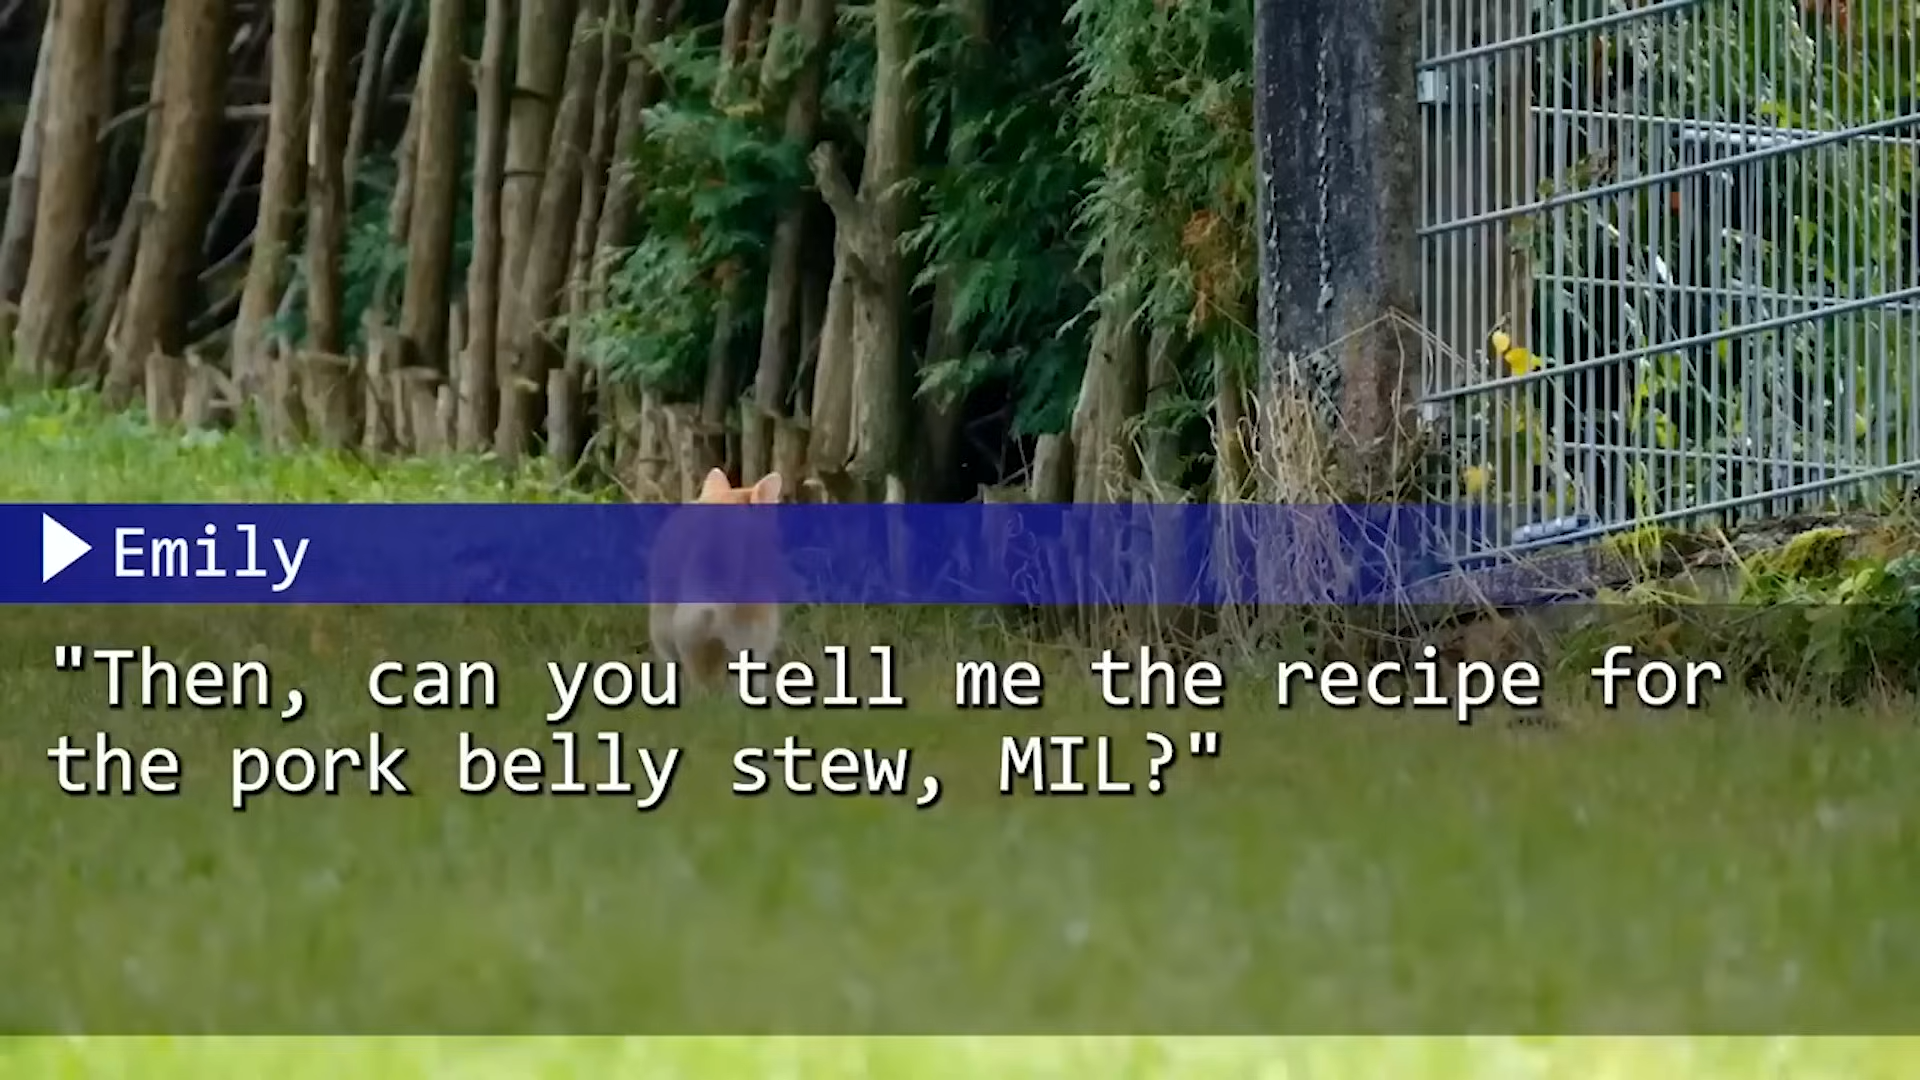 Emily
"Then, can you tell me the recipe for
the pork belly stew, MIL?"